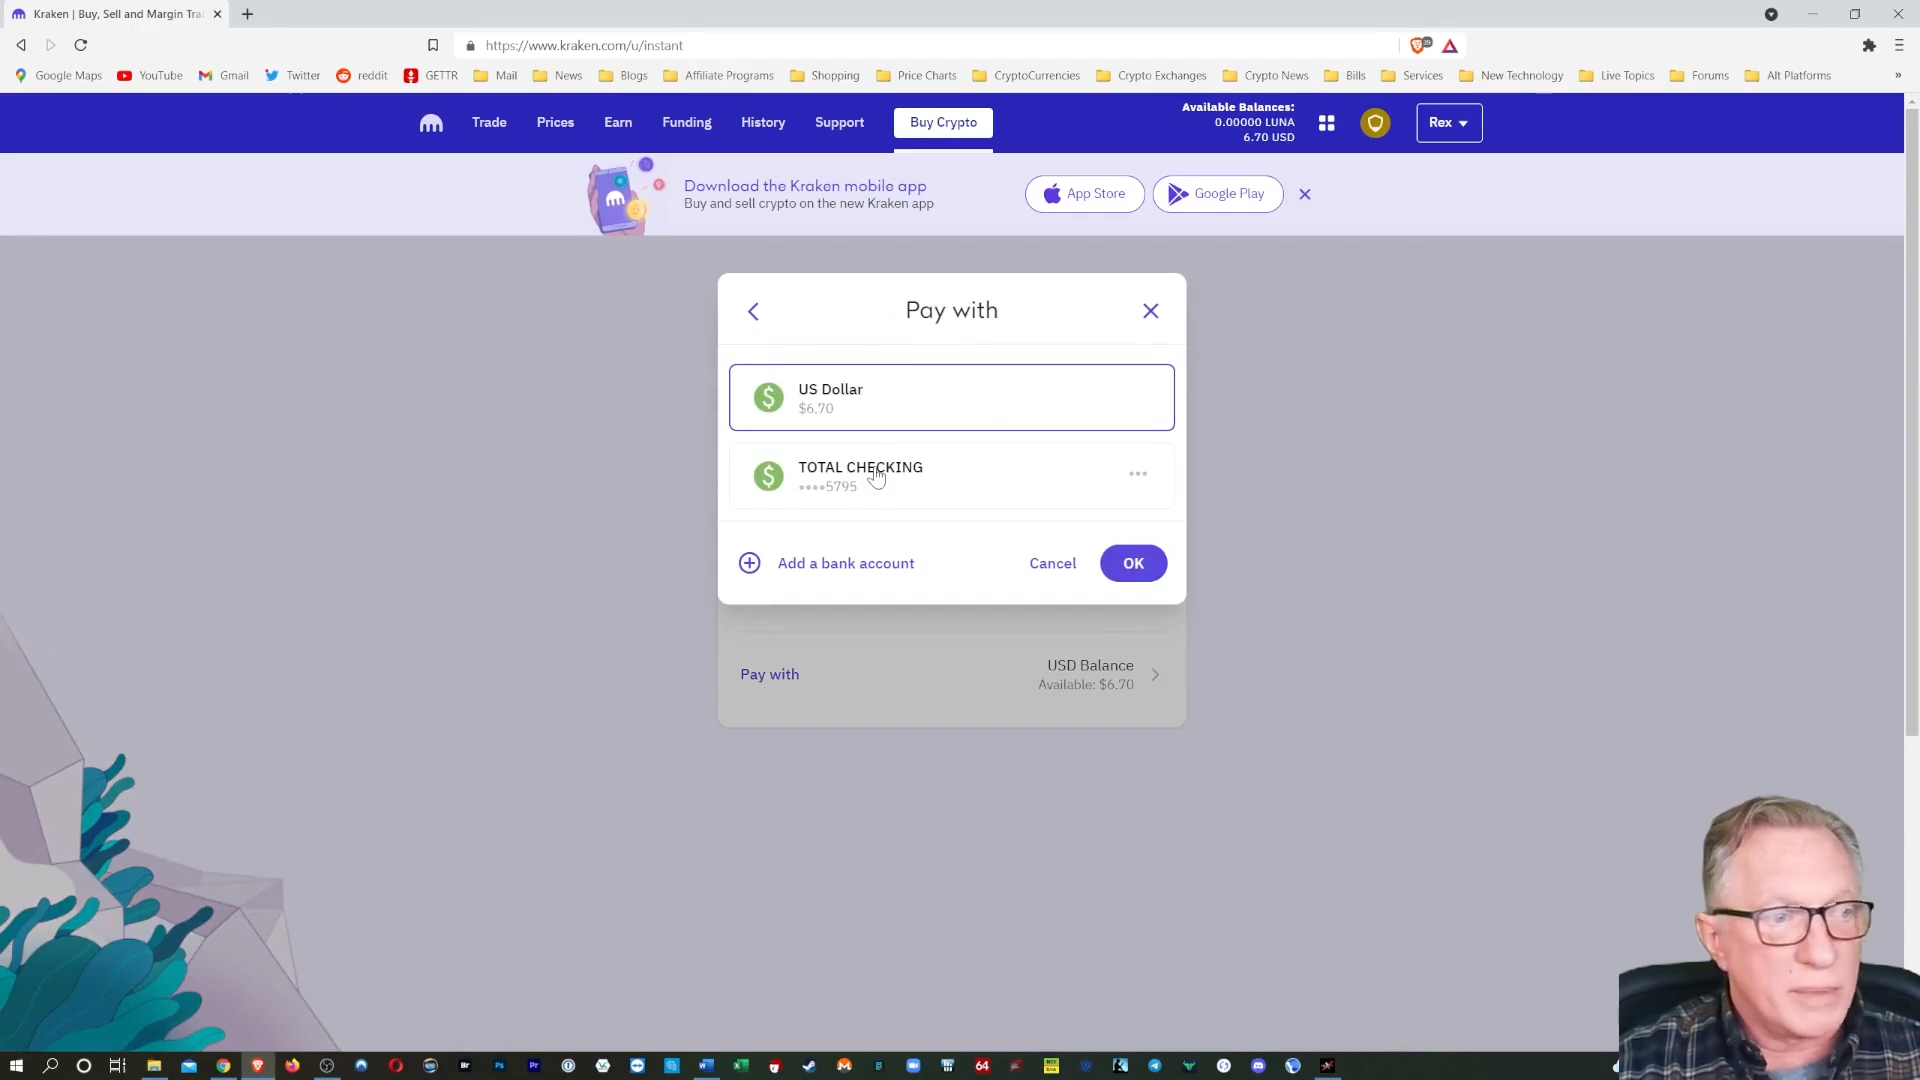 Kraken | Buy, Sell and Margin Tra
https://www.kraken.com/u/instant
39
Google Maps
YouTube
Gmail
Twitter
reddit
GETTR
Mail
News
Blogs
Affiliate Programs
Shopping
Price Charts
CryptoCurrencies
Crypto Exchanges
Crypto News
Bills
Services
New Technology
Live Topics
Forums
Alt Platforms
»
Trade
Prices
Earn
Funding
History
Support
Buy Crypto
Available Balances:
0.00000 LUNA
6.70 USD
Rex
Download the Kraken mobile app
Buy and sell crypto on the new Kraken app
App Store
Google Play
Pay with
US Dollar
$6.70
TOTAL CHECKING
••••5795
Add a bank account
Cancel
OK
Pay with
USD Balance
Available: $6.70
Br
Ps
Pr
64